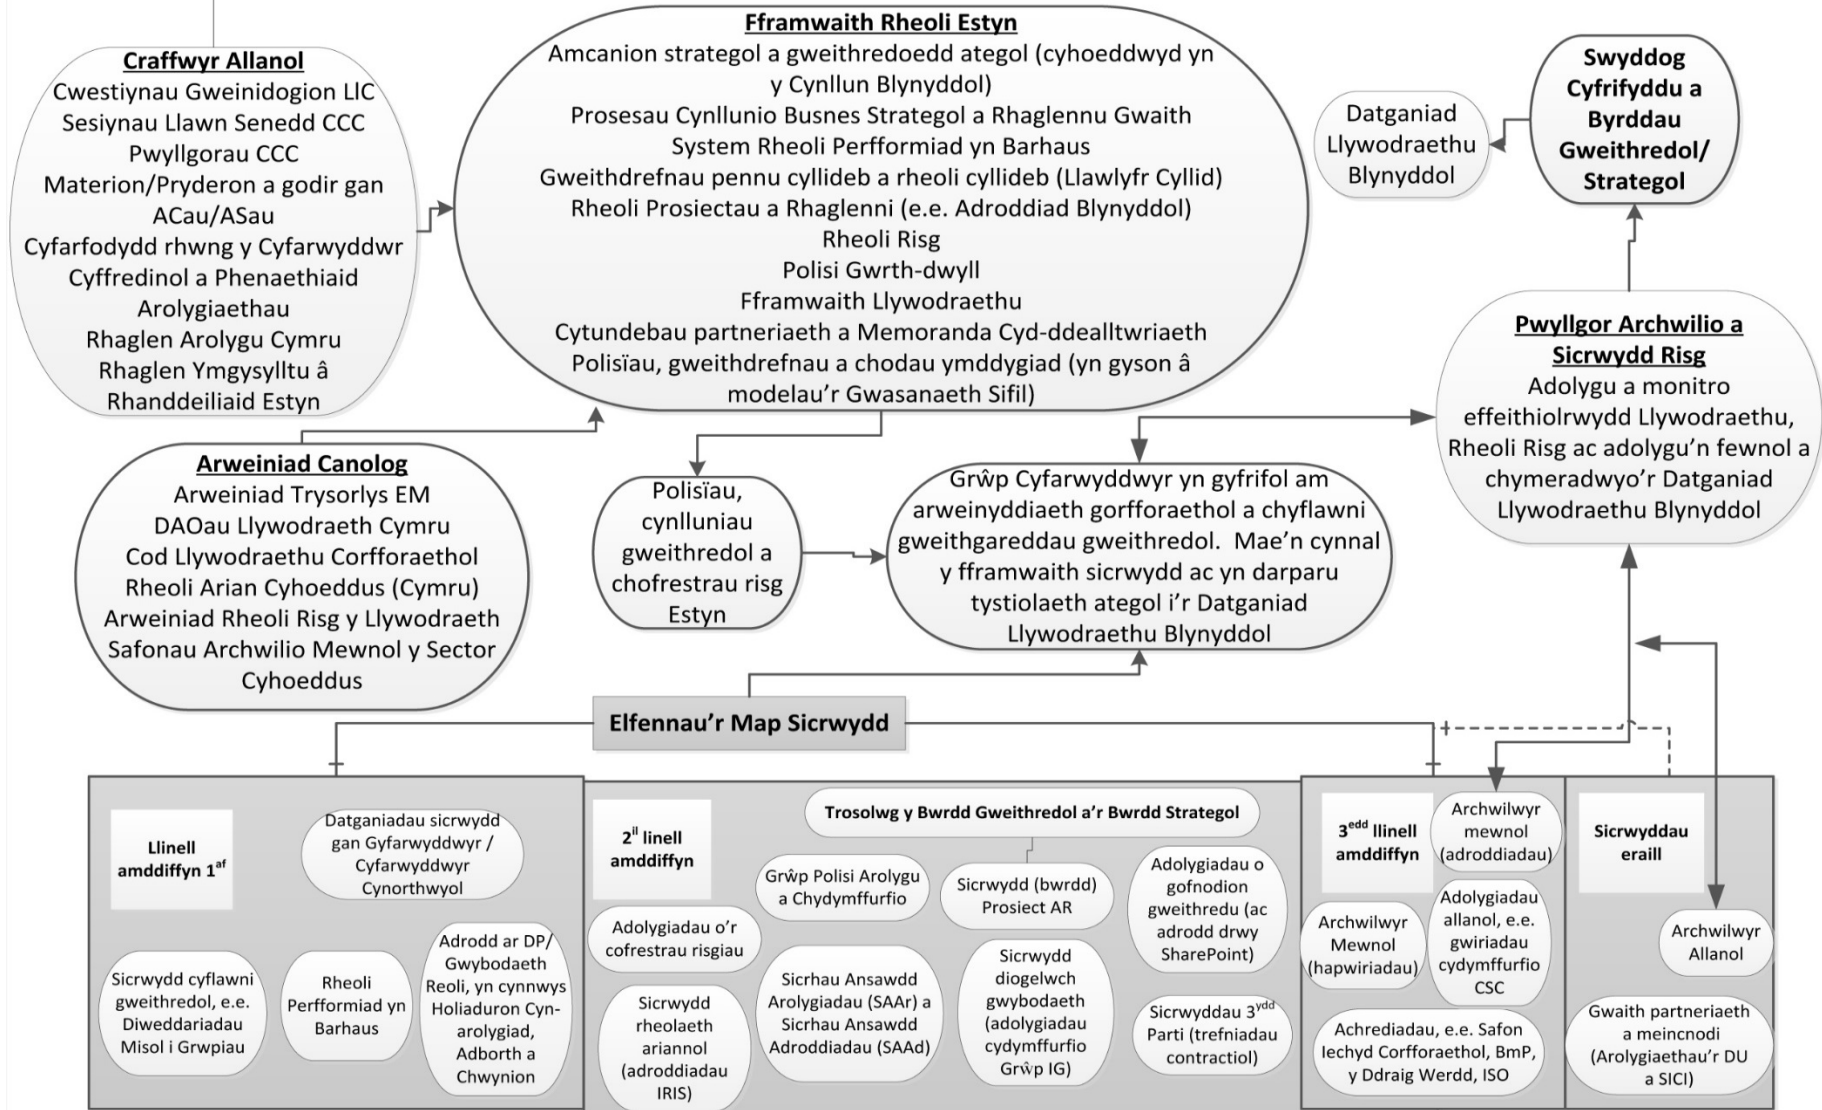 Craffwyr Allanol
Cwestiynau Gweinidogion LlC
Sesiynau Llawn Senedd CCC
Pwyllgorau CCC
Materion/Pryderon a godir gan
ACau/ASau
Cyfarfodydd rhwng y Cyfarwyddwr
Cyffredinol a Phenaethiaid
Arolygiaethau
Rhaglen Arolygu Cymru
Rhaglen Ymgysylltu â
Rhanddeiliaid Estyn
Fframwaith Rheoli Estyn
Amcanion strategol a gweithredoedd ategol (cyhoeddwyd yn
y Cynllun Blynyddol)
Prosesau Cynllunio Busnes Strategol a Rhaglennu Gwaith
System Rheoli Perfformiad yn Barhaus
Gweithdrefnau pennu cyllideb a rheoli cyllideb (Llawlyfr Cyllid)
Rheoli Prosiectau a Rhaglenni (e.e. Adroddiad Blynyddol)
Rheoli Risg
Polisi Gwrth-dwyll
Fframwaith Llywodraethu
Cytundebau partneriaeth a Memoranda Cyd-ddealltwriaeth
Polisïau, gweithdrefnau a chodau ymddygiad (yn gyson â
modelau'r Gwasanaeth Sifil)
Datganiad
Llywodraethu
Blynyddol
Swyddog
Cyfrifyddu a
Byrddau
Gweithredol/
Strategol
Pwyllgor Archwilio a
Sicrwydd Risg
Adolygu a monitro
effeithiolrwydd Llywodraethu,
Rheoli Risg ac adolygu'n fewnol a
chymeradwyo'r Datganiad
Llywodraethu Blynyddol
Arweiniad Canolog
Arweiniad Trysorlys EM
DAOau Llywodraeth Cymru
Cod Llywodraethu Corfforaethol
Rheoli Arian Cyhoeddus (Cymru)
Arweiniad Rheoli Risg y Llywodraeth
Safonau Archwilio Mewnol y Sector
Cyhoeddus
Polisïau,
cynlluniau
gweithredol a
chofrestrau risg
Estyn
Grŵp Cyfarwyddwyr yn gyfrifol am
arweinyddiaeth gorfforaethol a chyflawni
gweithgareddau gweithredol. Mae'n cynnal
y fframwaith sicrwydd ac yn darparu
tystiolaeth ategol i'r Datganiad
Llywodraethu Blynyddol
Elfennau'r Map Sicrwydd
Llinell
amddiffyn 1af
Datganiadau sicrwydd
gan Gyfarwyddwyr /
Cyfarwyddwyr
Cynorthwyol
Sicrwydd cyflawni
gweithredol, e.e.
Diweddariadau
Misol i Grwpiau
Rheoli
Perfformiad yn
Barhaus
Adrodd ar DP/
Gwybodaeth
Reoli, yn cynnwys
Holiaduron Cyn-
arolygiad,
Adborth a
Chwynion
2il linell
amddiffyn
Trosolwg y Bwrdd Gweithredol a'r Bwrdd Strategol
Adolygiadau o'r
cofrestrau risgiau
Grŵp Polisi Arolygu
a Chydymffurfio
Sicrwydd (bwrdd)
Prosiect AR
Adolygiadau o
gofnodion
gweithredu (ac
adrodd drwy
SharePoint)
Sicrwydd
rheolaeth
ariannol
(adroddiadau
IRIS)
Sicrhau Ansawdd
Arolygiadau (SAAr) a
Sicrhau Ansawdd
Adroddiadau (SAAd)
Sicrwydd
diogelwch
gwybodaeth
(adolygiadau
cydymffurfio
Grŵp IG)
Sicrwyddau 3ydd
Parti (trefniadau
contractiol)
3edd llinell
amddiffyn
Archwilwyr
mewnol
(adroddiadau)
Archwilwyr
Mewnol
(hapwiriadau)
Adolygiadau
allanol, e.e.
gwiriadau
cydymffurfio
CSC
Achrediadau, e.e. Safon
Iechyd Corfforaethol, BmP,
y Ddraig Werdd, ISO
Sicrwyddau
eraill
Archwilwyr
Allanol
Gwaith partneriaeth
a meincnodi
(Arolygiaethau'r DU
a SICI)